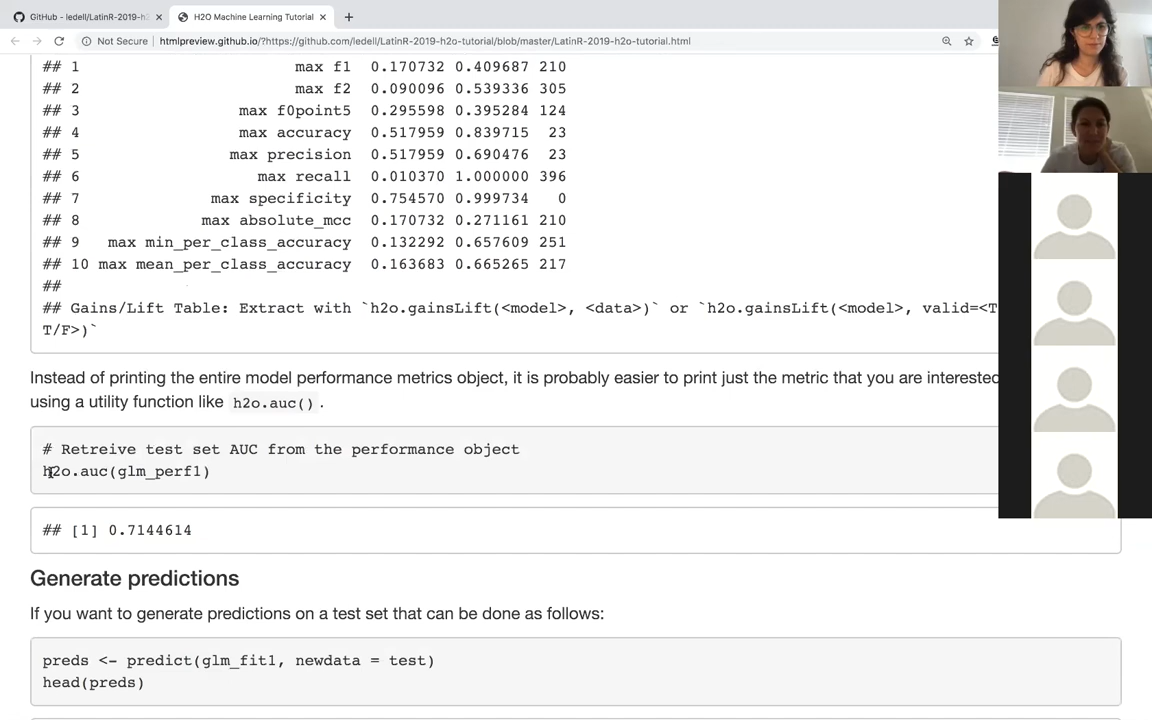 GitHub - ledell/LatinR-2019-h2 H2O Machine Learning Tutorial
Not Secure htmlpreview.github.io/?https://github.com/ledell/LatinR-2019-h2o-tutorial/blob/master/LatinR-2019-h2o-tutorial.html
## 1 max f1 0.170732 0.409687 210
## 2 max f2 0.090096 0.539336 305
## 3 max f0point5 0.295598 0.395284 124
## 4 max accuracy 0.517959 0.839715 23
## 5 max precision 0.517959 0.690476 23
## 6 max recall 0.010370 1.000000 396
## 7 max specificity 0.754570 0.999734 0
## 8 max absolute_mcc 0.170732 0.271161 210
## 9 max min_per_class_accuracy 0.132292 0.657609 251
## 10 max mean_per_class_accuracy 0.163683 0.665265 217
##
## Gains/Lift Table: Extract with `h2o.gainsLift(<model>, <data>)` or `h2o.gainsLift(<model>, valid=<T
T/F>)`
Instead of printing the entire model performance metrics object, it is probably easier to print just the metric that you are interested
using a utility function like h2o.auc() .
# Retreive test set AUC from the performance object
h2o.auc(glm_perf1)
## [1] 0.7144614
Generate predictions
If you want to generate predictions on a test set that can be done as follows:
preds <- predict(glm_fit1, newdata = test)
head(preds)